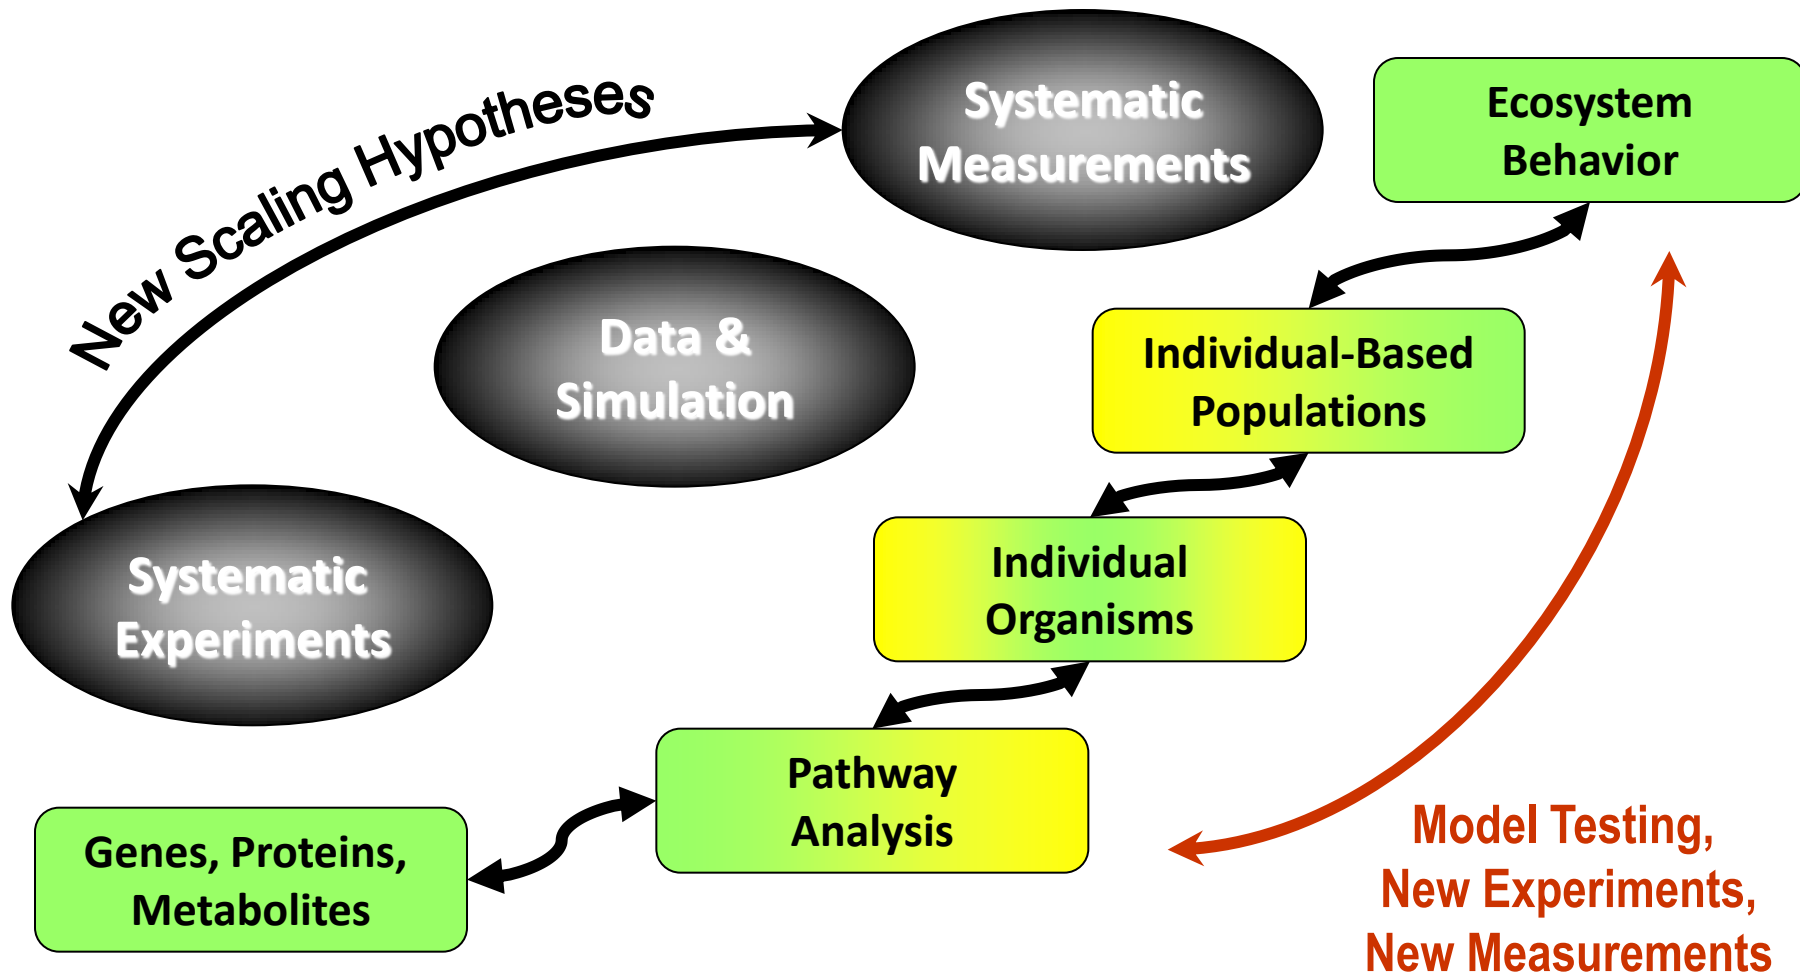 New Scaling Hypotheses
Systematic
Measurements
Ecosystem
Behavior
Data &
Simulation
Individual-Based
Populations
Systematic
Experiments
Individual
Organisms
Pathway
Analysis
Genes, Proteins,
Metabolites
Model Testing,
New Experiments,
New Measurements